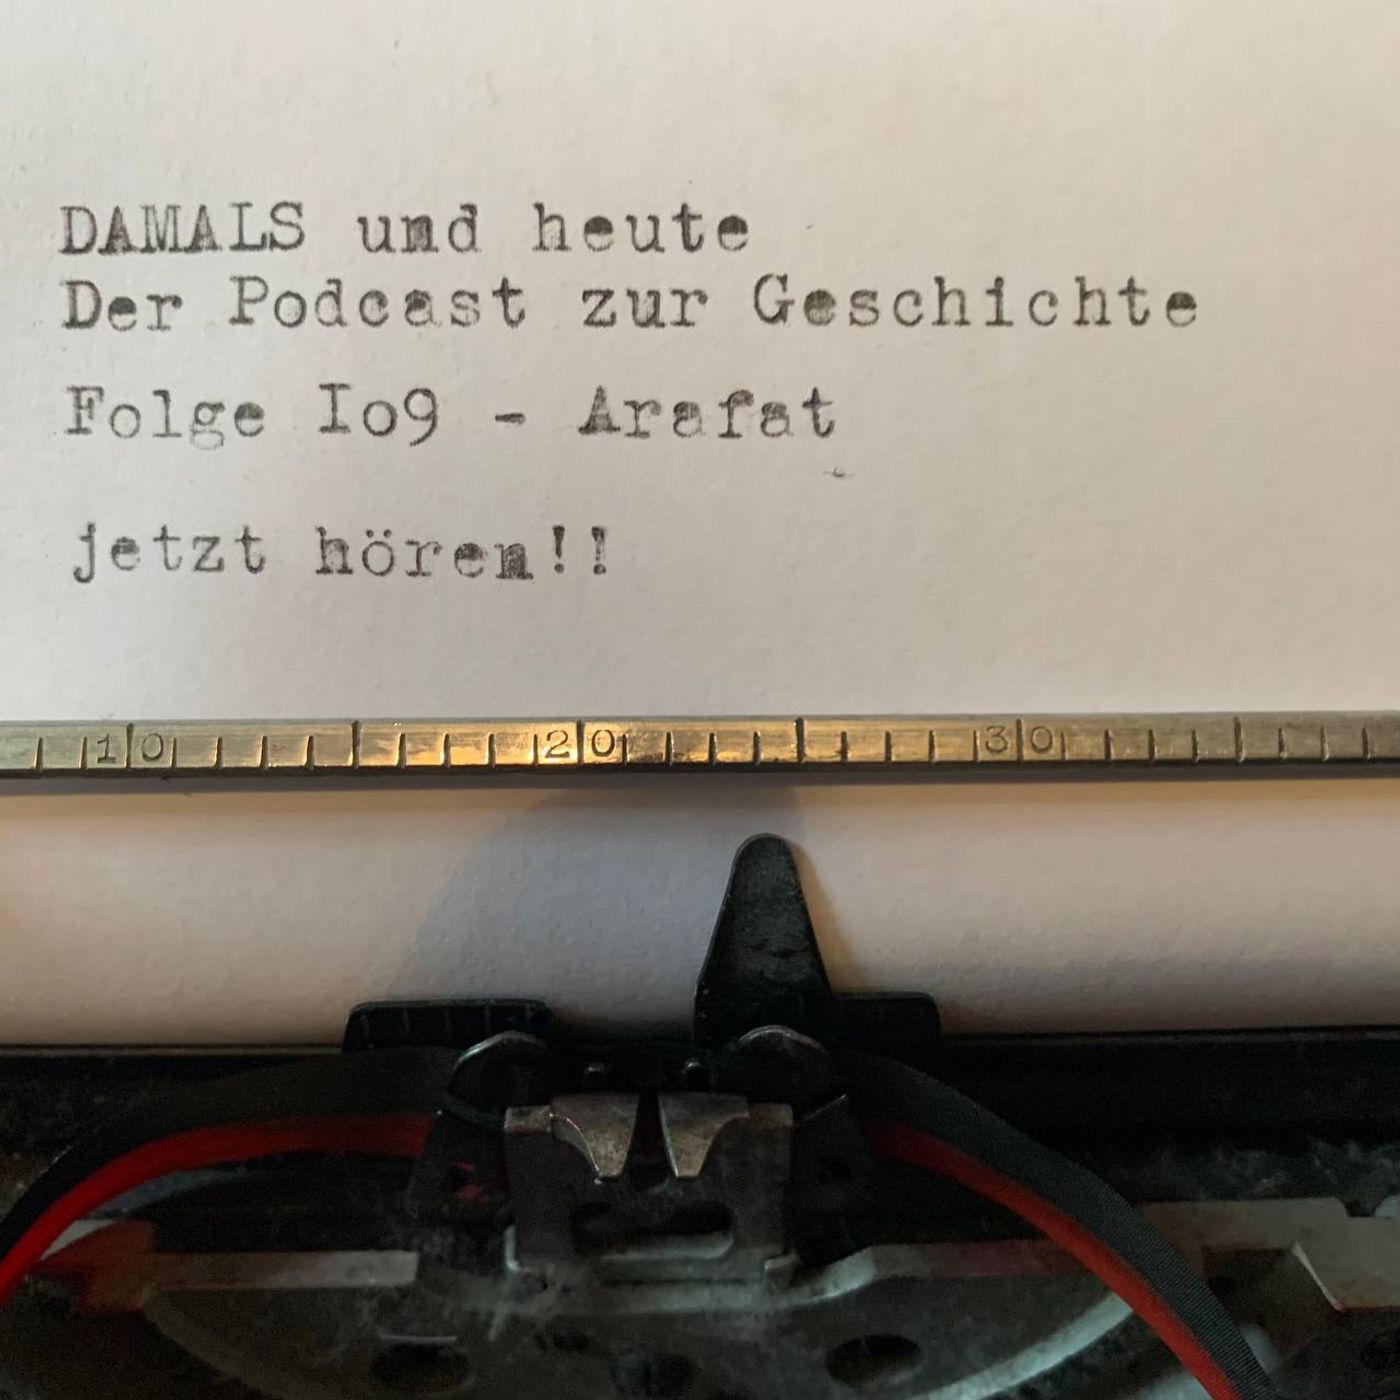 DAMALS und heute
Der Podcast zur Geschichte
Folge Io9 - Arafat
jetzt hören!!
10 20 30